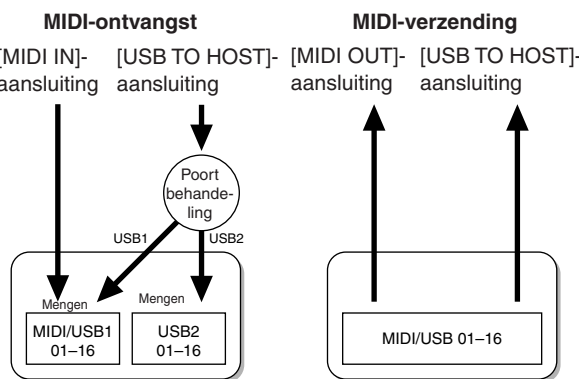 MIDI-ontvangst
MIDI-verzending
[MIDI IN]-
aansluiting
[USB TO HOST]-
aansluiting
[MIDI OUT]-
aansluiting
[USB TO HOST]-
aansluiting
Poort
behande-
ling
USB1
USB2
Mengen
Mengen
MIDI/USB1
01–16
USB2
01–16
MIDI/USB 01–16